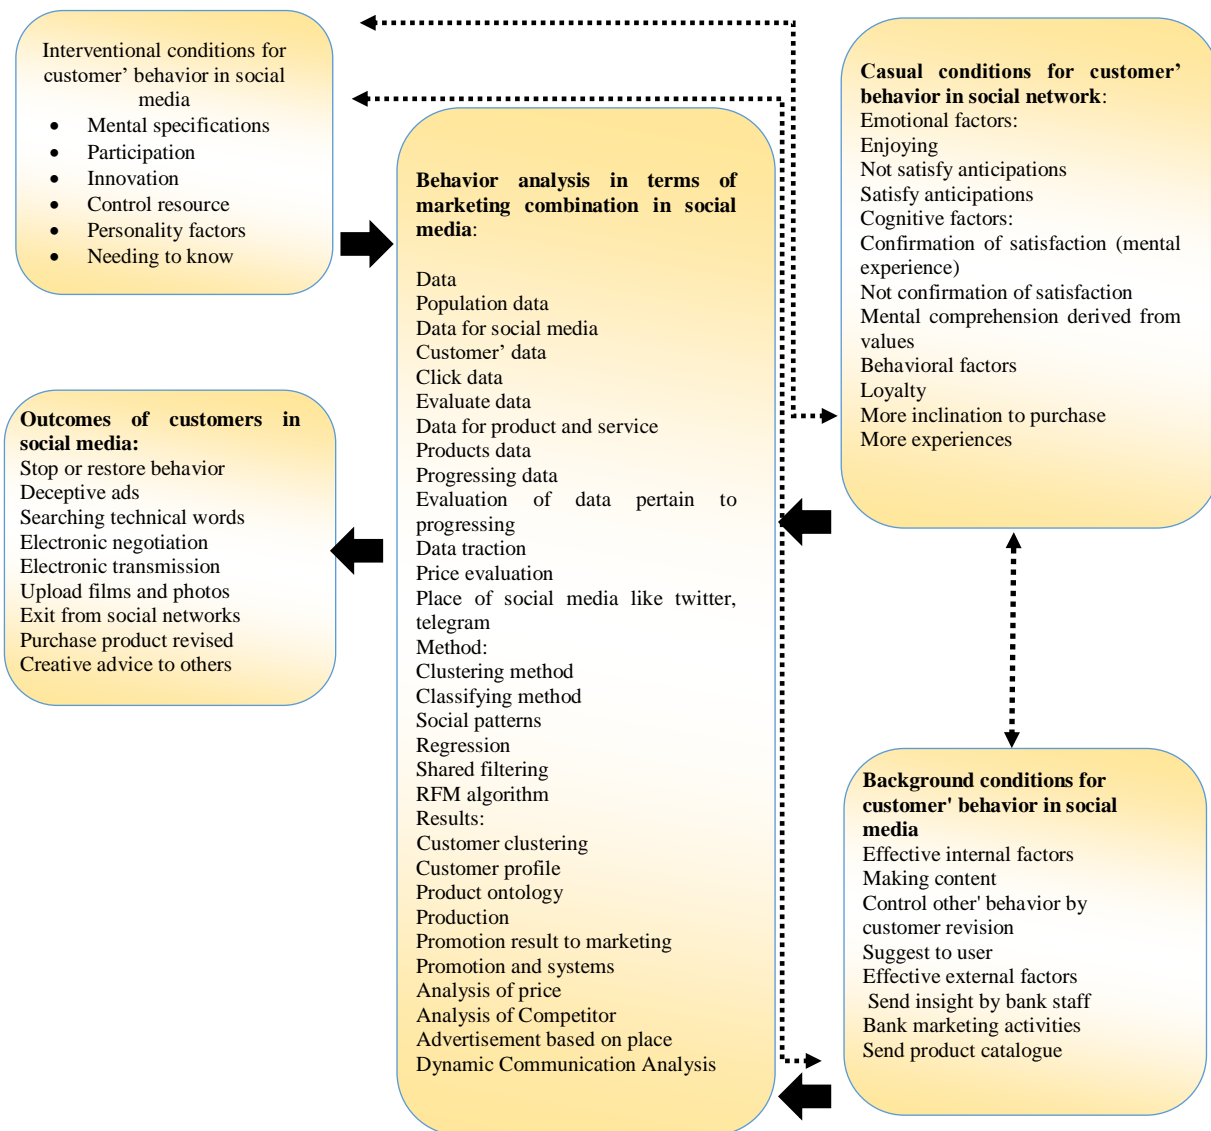 Interventional conditions for
customer’ behavior in social
media
• Mental specifications
• Participation
• Innovation
• Control resource
• Personality factors
• Needing to know
Outcomes of customers in
social media:
Stop or restore behavior
Deceptive ads
Searching technical words
Electronic negotiation
Electronic transmission
Upload films and photos
Exit from social networks
Purchase product revised
Creative advice to others
Behavior analysis in terms of
marketing combination in social
media:
Data
Population data
Data for social media
Customer’ data
Click data
Evaluate data
Data for product and service
Products data
Progressing data
Evaluation of data pertain to
progressing
Data traction
Price evaluation
Place of social media like twitter,
telegram
Method:
Clustering method
Classifying method
Social patterns
Regression
Shared filtering
RFM algorithm
Results:
Customer clustering
Customer profile
Product ontology
Production
Promotion result to marketing
Promotion and systems
Analysis of price
Analysis of Competitor
Advertisement based on place
Dynamic Communication Analysis
Casual conditions for customer’
behavior in social network:
Emotional factors:
Enjoying
Not satisfy anticipations
Satisfy anticipations
Cognitive factors:
Confirmation of satisfaction (mental
experience)
Not confirmation of satisfaction
Mental comprehension derived from
values
Behavioral factors
Loyalty
More inclination to purchase
More experiences
Background conditions for
customer' behavior in social
media
Effective internal factors
Making content
Control other' behavior by
customer revision
Suggest to user
Effective external factors
Send insight by bank staff
Bank marketing activities
Send product catalogue